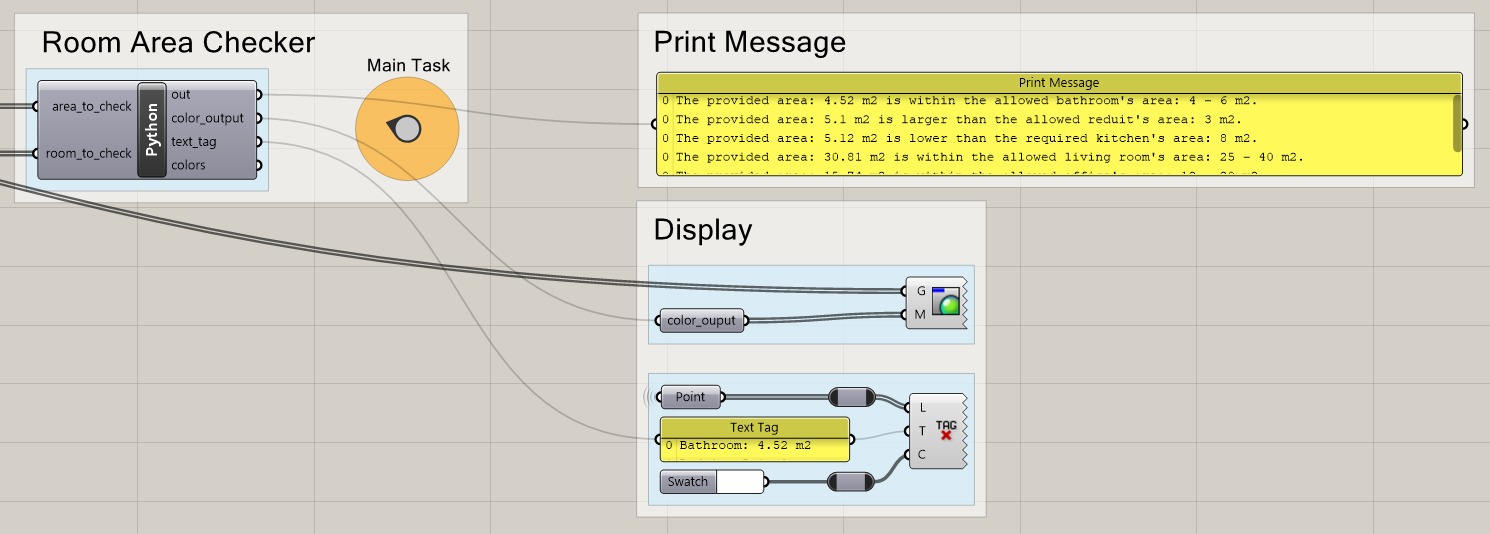 Room Area Checker
Main Task
area_to_check
room_to_check
Python
out
color_output
text_tag
colors
Print Message
Print Message
0 The provided area: 4.52 m2 is within the allowed bathroom's area: 4 - 6 m2.
0 The provided area: 5.1 m2 is larger than the allowed reduit's area: 3 m2.
0 The provided area: 5.12 m2 is lower than the required kitchen's area: 8 m2.
0 The provided area: 30.81 m2 is within the allowed living room's area: 25 - 40 m2.
Display
G
M
color_ouput
Point
L
T
C
TAG
Text Tag
0 Bathroom: 4.52 m2
Swatch